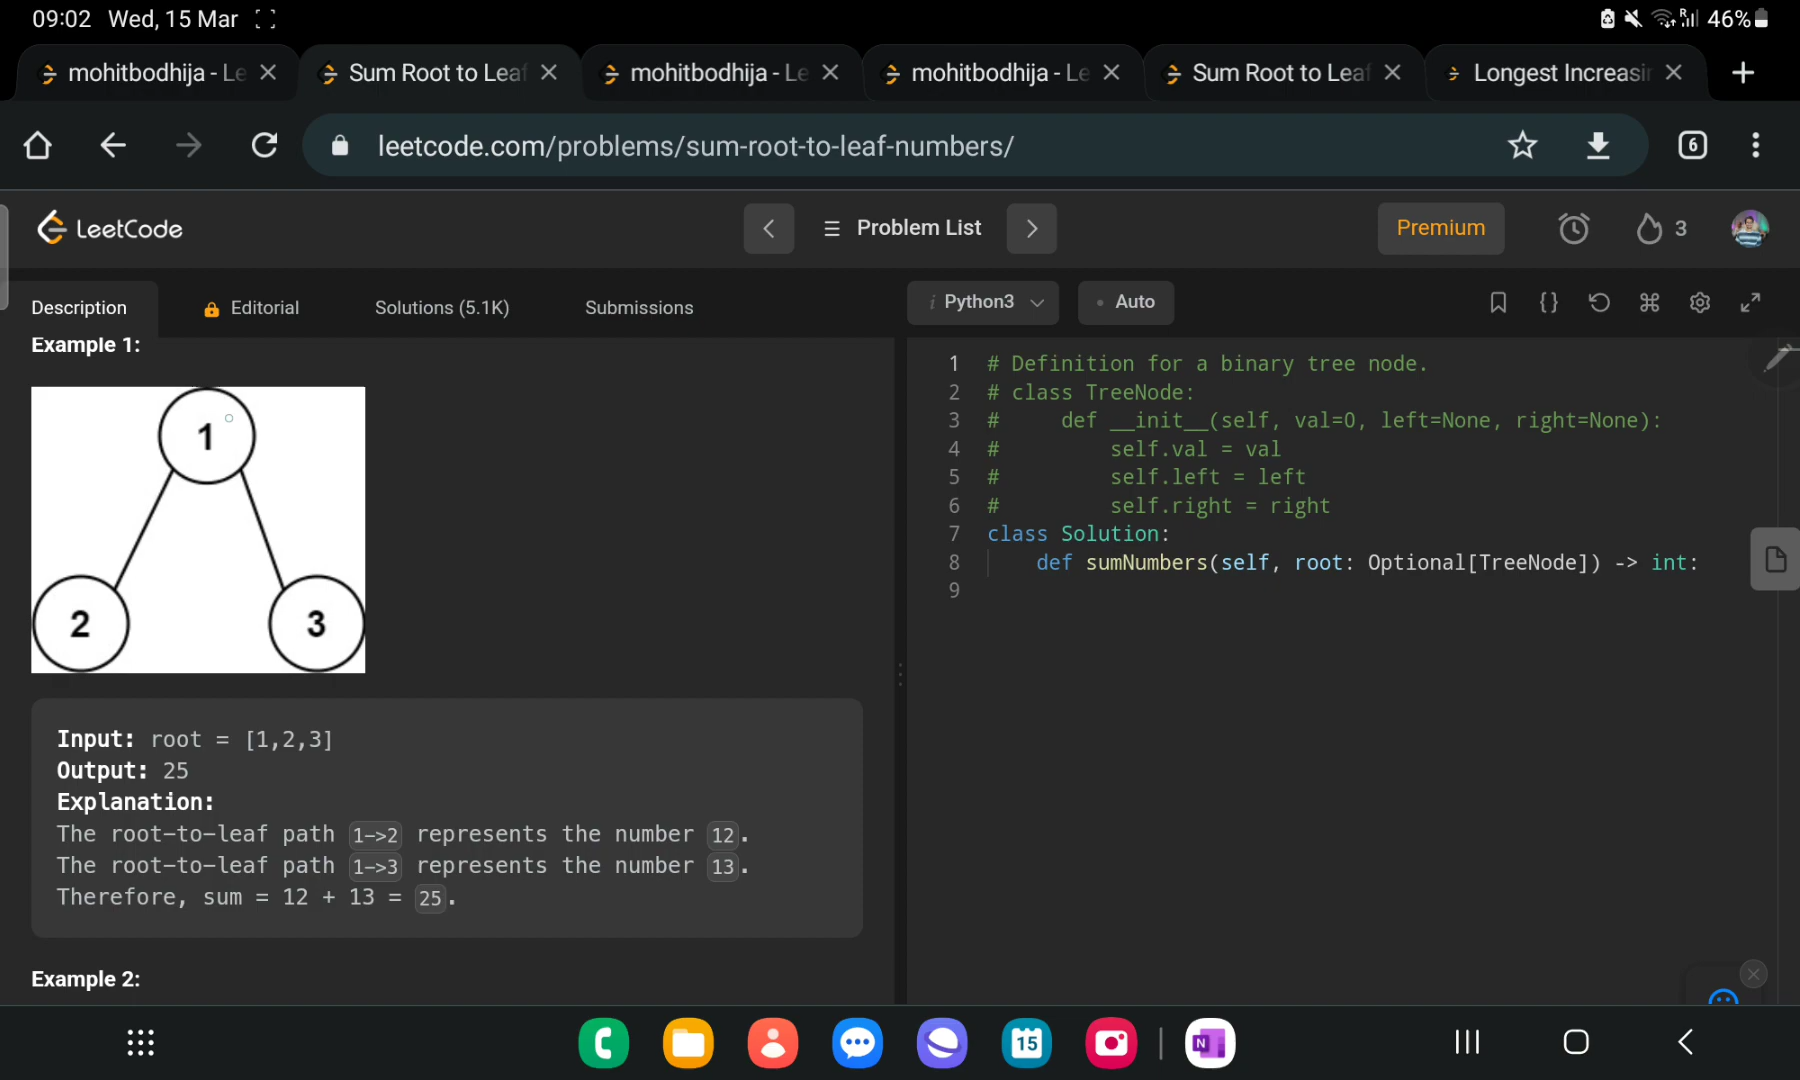 09:02 Wed, 15 Mar
46%
mohitbodhija - Le
Sum Root to Leaf
mohitbodhija - Le
mohitbodhija - Le
Sum Root to Leaf
Longest Increasin
leetcode.com/problems/sum-root-to-leaf-numbers/
6
LeetCode
Problem List
Premium
3
Description
Editorial
Solutions (5.1K)
Submissions
Example 1:
1
2
3
Input: root = [1,2,3]
Output: 25
Explanation:
The root-to-leaf path 1->2 represents the number 12.
The root-to-leaf path 1->3 represents the number 13.
Therefore, sum = 12 + 13 = 25.
Example 2:
i Python3
• Auto
1 # Definition for a binary tree node.
2 # class TreeNode:
3 #     def __init__(self, val=0, left=None, right=None):
4 #         self.val = val
5 #         self.left = left
6 #         self.right = right
7 class Solution:
8     def sumNumbers(self, root: Optional[TreeNode]) -> int:
9
15
N